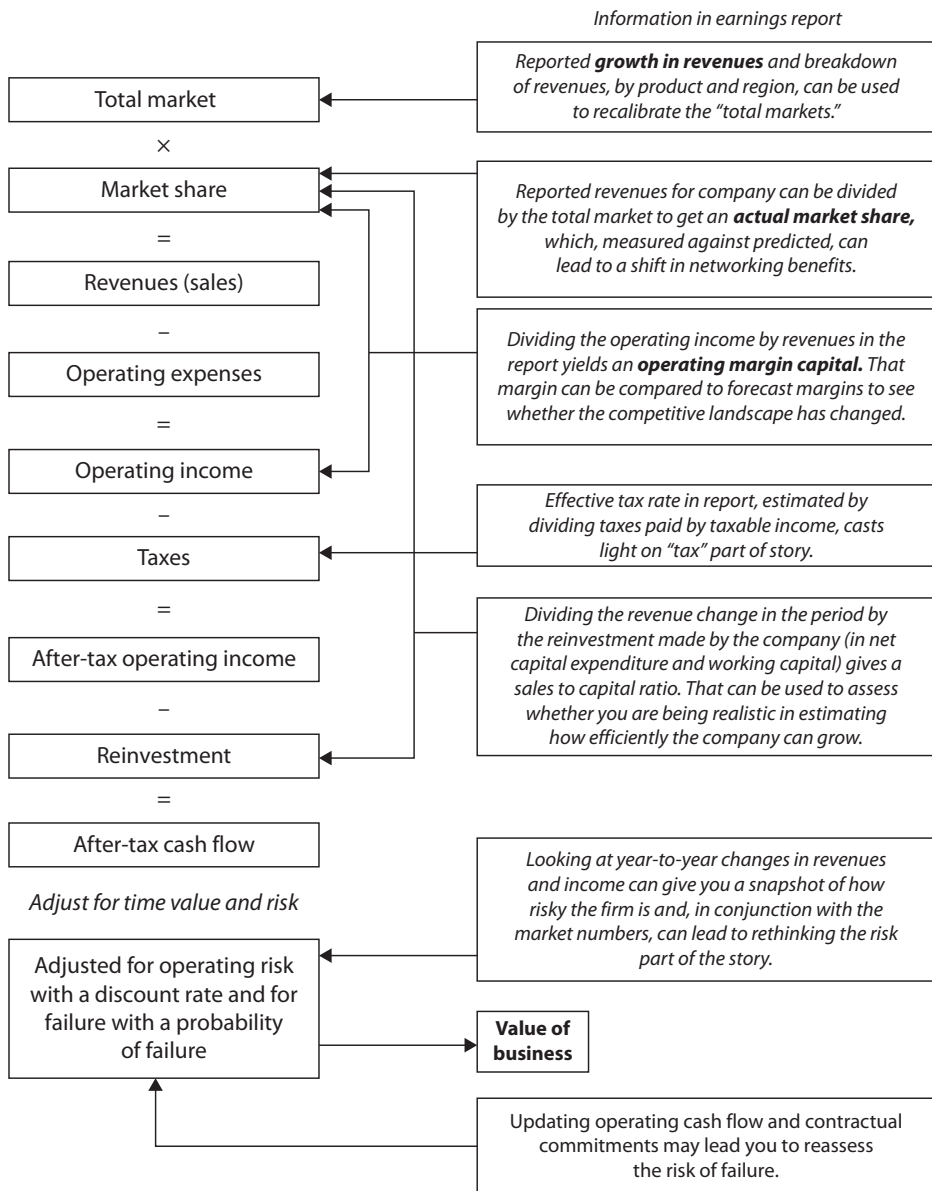 Information in earnings report
Reported growth in revenues and breakdown
of revenues, by product and region, can be used
to recalibrate the “total markets.”
Total market
×
Market share
Reported revenues for company can be divided
by the total market to get an actual market share,
which, measured against predicted, can
lead to a shift in networking benefits.
=
Revenues (sales)
–
Operating expenses
Dividing the operating income by revenues in the
report yields an operating margin capital. That
margin can be compared to forecast margins to see
whether the competitive landscape has changed.
=
Operating income
–
Taxes
Effective tax rate in report, estimated by
dividing taxes paid by taxable income, casts
light on “tax” part of story.
=
After-tax operating income
–
Reinvestment
Dividing the revenue change in the period by
the reinvestment made by the company (in net
capital expenditure and working capital) gives a
sales to capital ratio. That can be used to assess
whether you are being realistic in estimating
how efficiently the company can grow.
=
After-tax cash flow
Adjust for time value and risk
Looking at year-to-year changes in revenues
and income can give you a snapshot of how
risky the firm is and, in conjunction with the
market numbers, can lead to rethinking the risk
part of the story.
Adjusted for operating risk
with a discount rate and for
failure with a probability
of failure
Value of
business
Updating operating cash flow and contractual
commitments may lead you to reassess
the risk of failure.